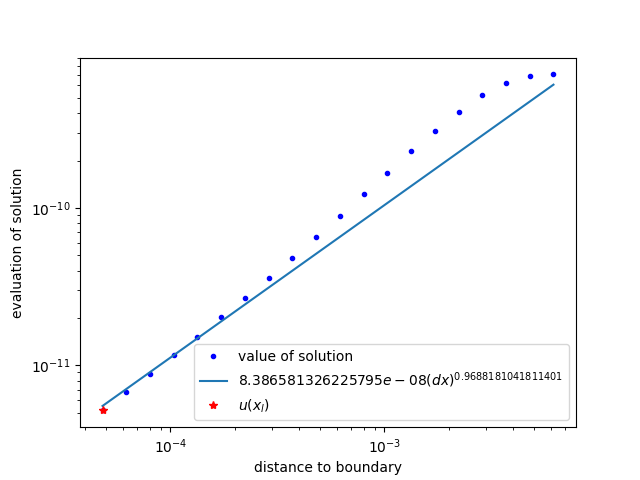 10⁻¹⁰
10⁻¹¹
evaluation of solution
value of solution
8.386581326225795e − 08(dx)^0.9688181041811401
u(x_l)
10⁻⁴
10⁻³
distance to boundary